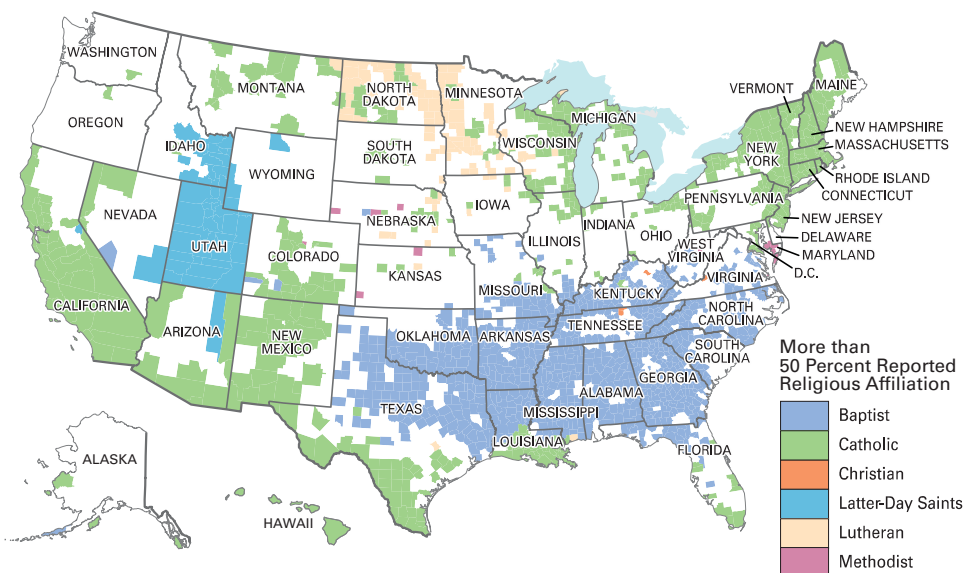 WASHINGTON
MONTANA
NORTH
DAKOTA
MINNESOTA
MICHIGAN
VERMONT
MAINE
OREGON
IDAHO
SOUTH
DAKOTA
WISCONSIN
NEW
YORK
NEW HAMPSHIRE
MASSACHUSETTS
WYOMING
RHODE ISLAND
CONNECTICUT
NEVADA
NEBRASKA
IOWA
PENNSYLVANIA
NEW JERSEY
UTAH
COLORADO
ILLINOIS
INDIANA
OHIO
WEST
VIRGINIA
DELAWARE
MARYLAND
D.C.
KANSAS
MISSOURI
KENTUCKY
VIRGINIA
CALIFORNIA
ARIZONA
NEW
MEXICO
OKLAHOMA
ARKANSAS
TENNESSEE
NORTH
CAROLINA
SOUTH
CAROLINA
TEXAS
MISSISSIPPI
ALABAMA
GEORGIA
LOUISIANA
FLORIDA
ALASKA
HAWAII
More than
50 Percent Reported
Religious Affiliation
Baptist
Catholic
Christian
Latter-Day Saints
Lutheran
Methodist